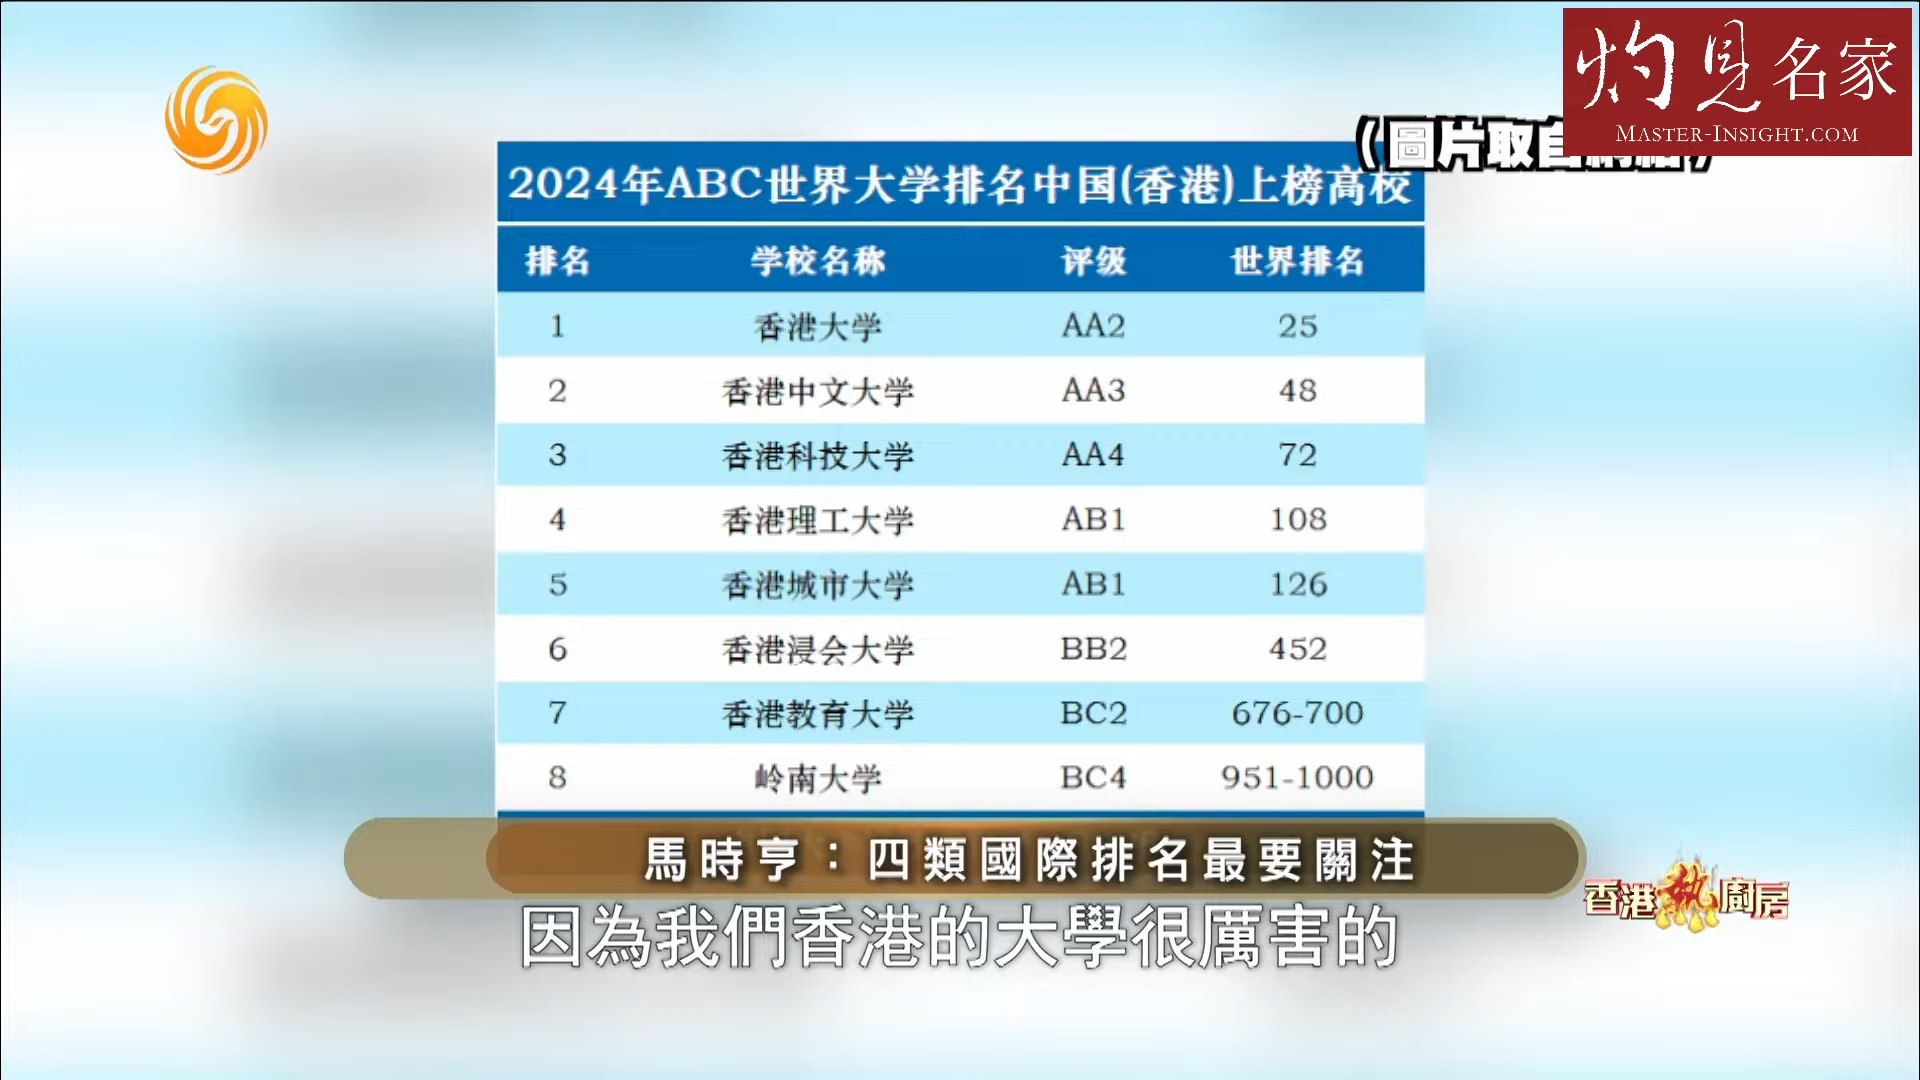 灼見名家
MASTER-INSIGHT.COM
（圖片取自
2024年ABC世界大学排名中国(香港)上榜高校
排名 学校名称 评级 世界排名
1 香港大学 AA2 25
2 香港中文大学 AA3 48
3 香港科技大学 AA4 72
4 香港理工大学 AB1 108
5 香港城市大学 AB1 126
6 香港浸会大学 BB2 452
7 香港教育大学 BC2 676-700
8 岭南大学 BC4 951-1000
馬時亨：四類國際排名最要關注
香港熱廚房
因為我們香港的大學很厲害的